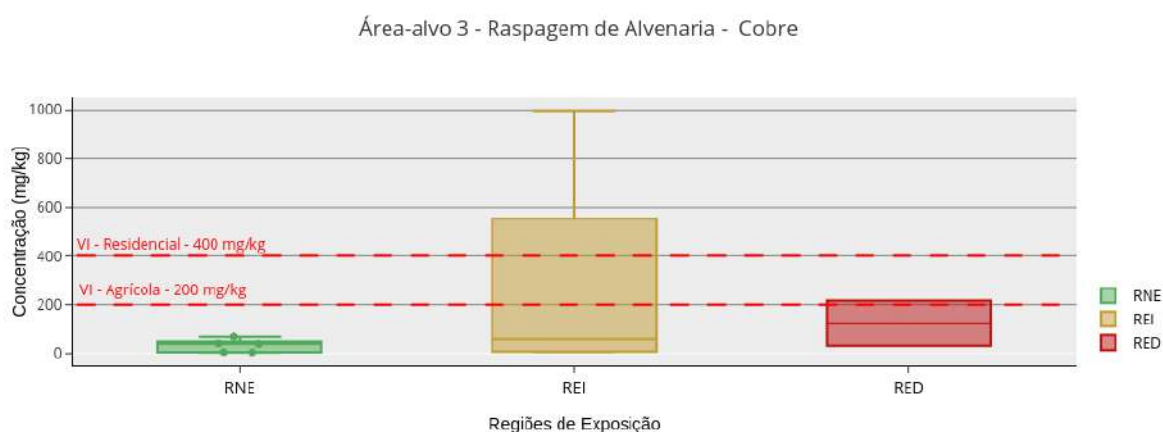 Área-alvo 3 - Raspagem de Alvenaria - Cobre
Concentração (mg/kg)
1000
800
600
400
200
0
VI - Residencial - 400 mg/kg
VI - Agrícola - 200 mg/kg
RNE
REI
RED
RNE
REI
RED
Regiões de Exposição